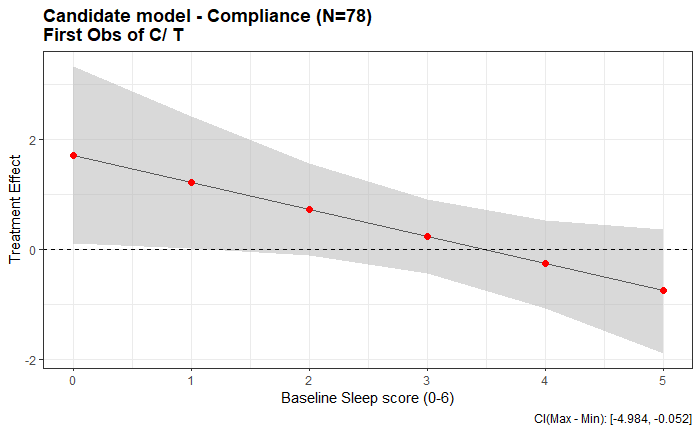 Candidate model - Compliance (N=78)
First Obs of C/ T
Treatment Effect
2
0
-2
0 1 2 3 4 5
Baseline Sleep score (0-6)
CI(Max - Min): [-4.984, -0.052]